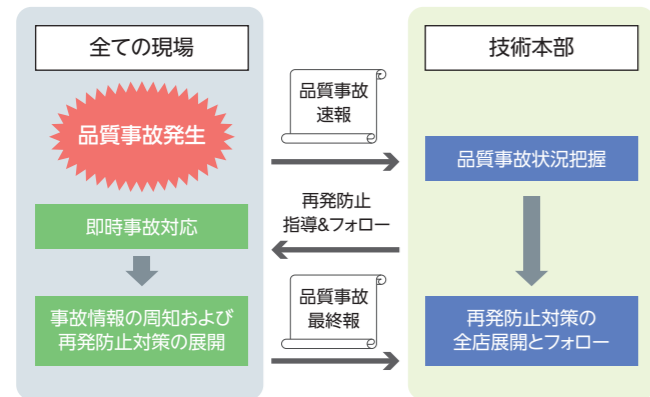 全ての現場
品質事故発生
即時事故対応
事故情報の周知および
再発防止対策の展開
品質事故
速報
再発防止
指導&フォロー
品質事故
最終報
技術本部
品質事故状況把握
再発防止対策の
全店展開とフォロー